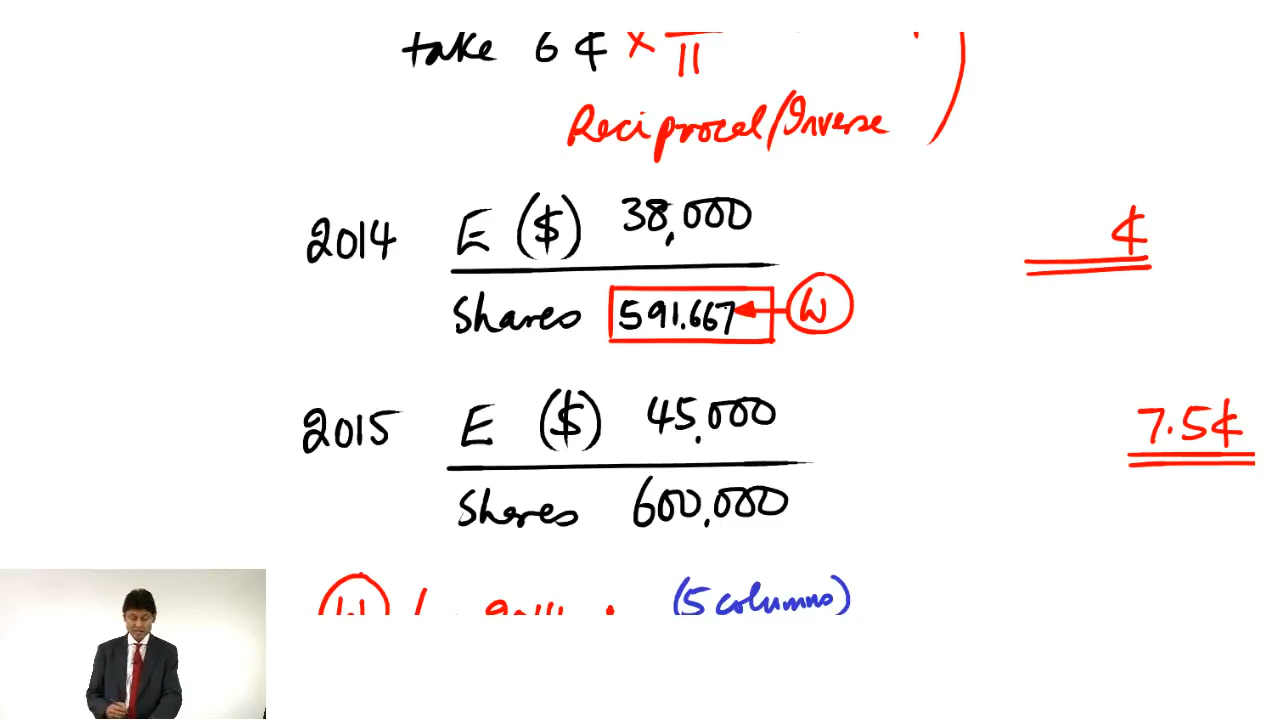 take 6 ¢ × — 11 )
Reciprocal/Inverse
2014 E ($) 38,000 ¢
Shares 591.667 W
2015 E ($) 45,000 7.5¢
Shares 600,000
(5 columns)